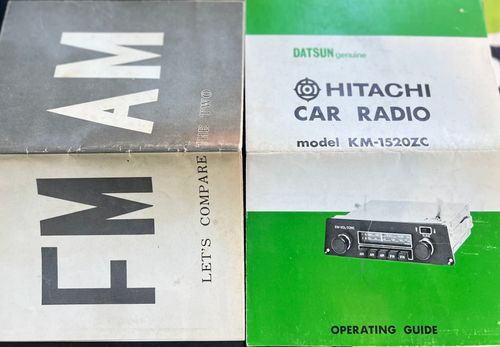 FM AM
LET'S COMPARE THE TWO
DATSUN genuine
HITACHI
CAR RADIO
model KM-1520ZC
OPERATING GUIDE